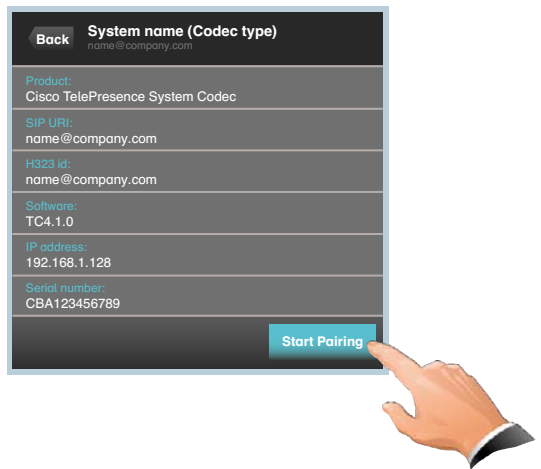 Back
System name (Codec type)
name@company.com
Product:
Cisco TelePresence System Codec
SIP URI:
name@company.com
H323 id:
name@company.com
Software:
TC4.1.0
IP address:
192.168.1.128
Serial number:
CBA123456789
Start Pairing